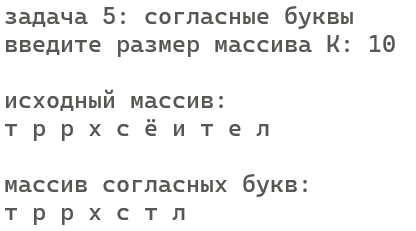 задача 5: согласные буквы
введите размер массива К: 10
исходный массив:
т р р х с ё и т е л
массив согласных букв:
т р р х с т л